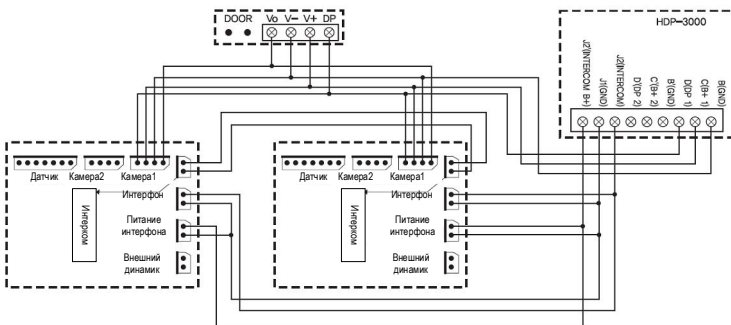 DOOR Vo V– V+ DP
HDP–3000
J2'(INTERCOM B+)
J1(GND)
J2(INTERCOM)
D'(DP 2)
C'(B+ 2)
B'(GND)
D(DP 1)
C(B+ 1)
B(GND)
Датчик Камера2 Камера1
Интерком
Интерфон
Питание
интерфона
Внешний
динамик
Датчик Камера2 Камера1
Интерком
Интерфон
Питание
интерфона
Внешний
динамик